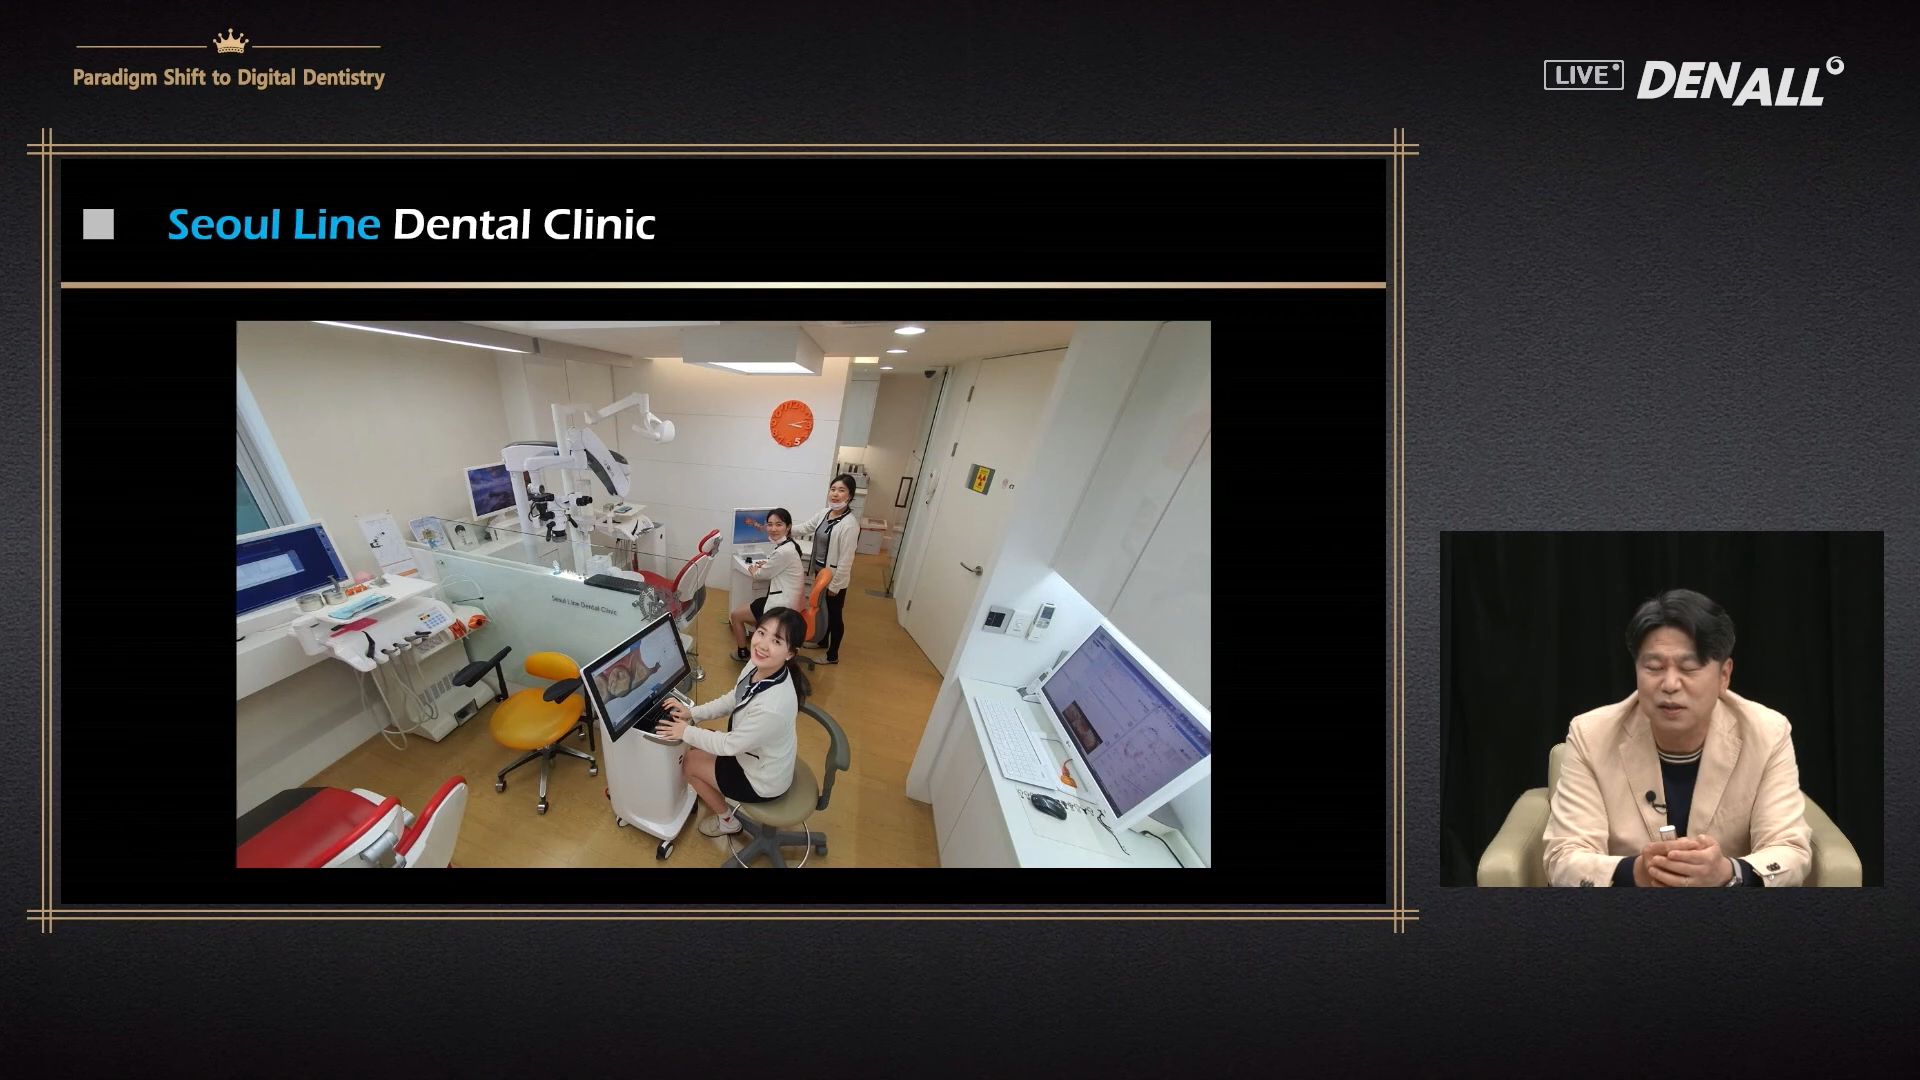 Paradigm Shift to Digital Dentistry
LIVE
DENALL
Seoul Line Dental Clinic
Seoul Line Dental Clinic